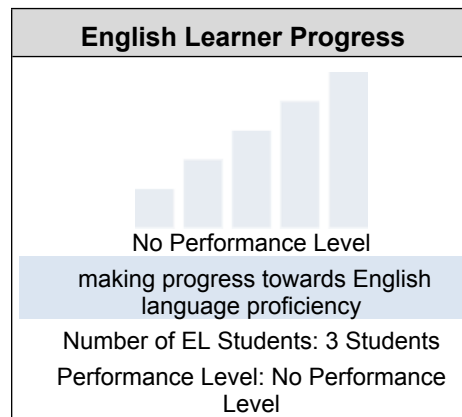 English Learner Progress
No Performance Level
making progress towards English
language proficiency
Number of EL Students: 3 Students
Performance Level: No Performance
Level